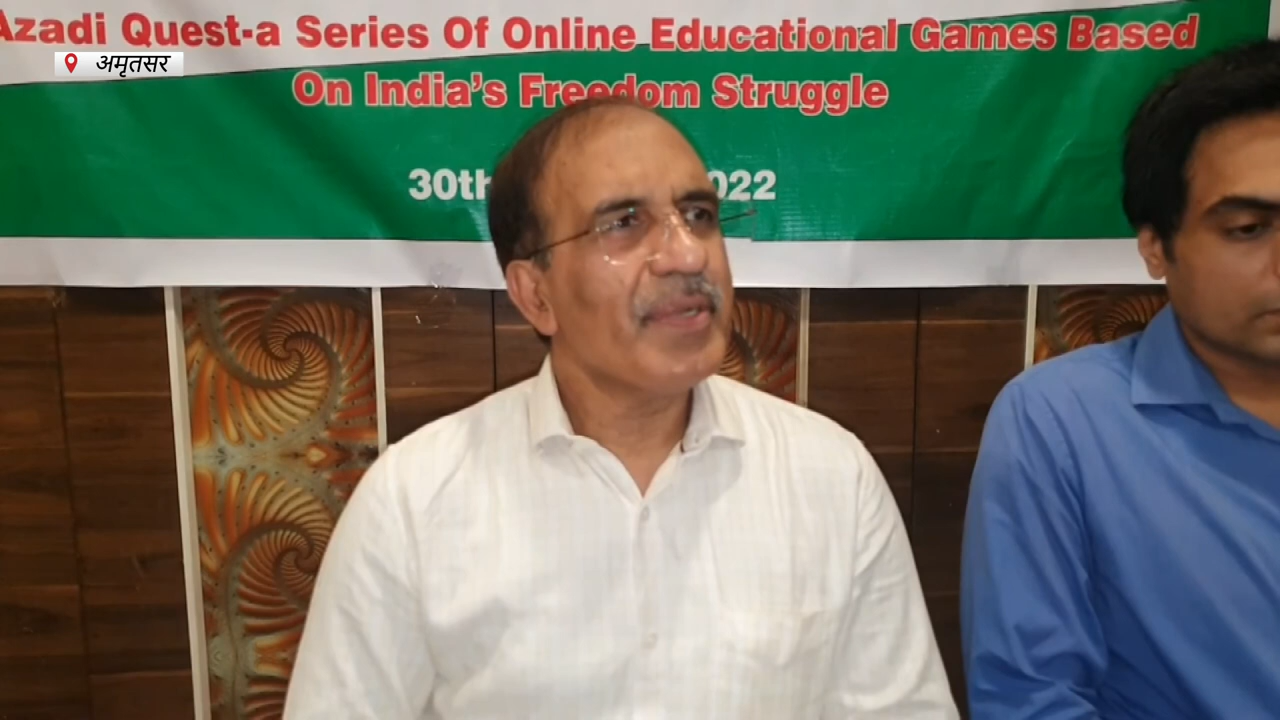 Azadi Quest-a Series Of Online Educational Games Based
अमृतसर
On India's Freedom Struggle
30th 2022